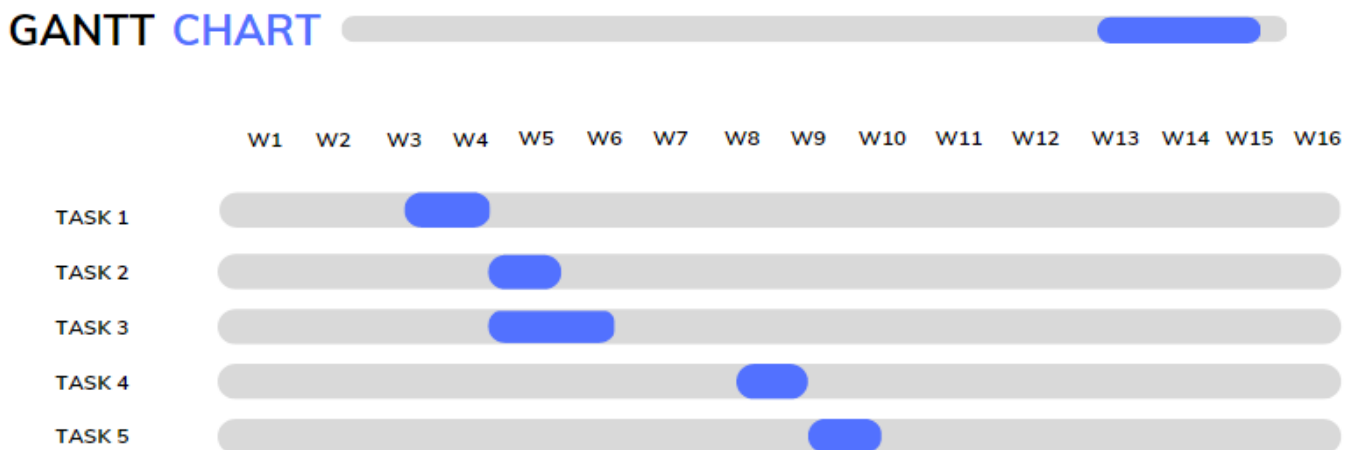 GANTT CHART
W1 W2 W3 W4 W5 W6 W7 W8 W9 W10 W11 W12 W13 W14 W15 W16
TASK 1
TASK 2
TASK 3
TASK 4
TASK 5